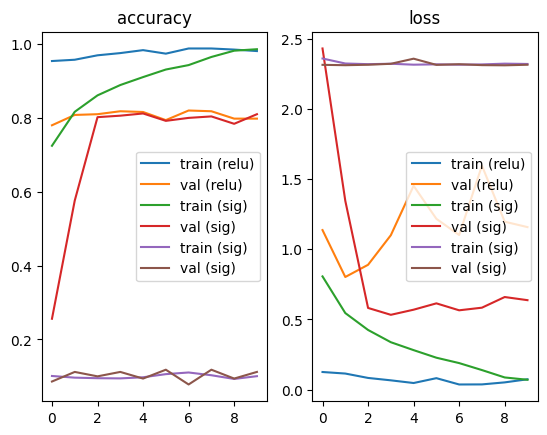 accuracy
1.0
0.8
0.6
0.4
0.2
0 2 4 6 8
train (relu)
val (relu)
train (sig)
val (sig)
train (sig)
val (sig)
loss
2.5
2.0
1.5
1.0
0.5
0.0
0 2 4 6 8
train (relu)
val (relu)
train (sig)
val (sig)
train (sig)
val (sig)